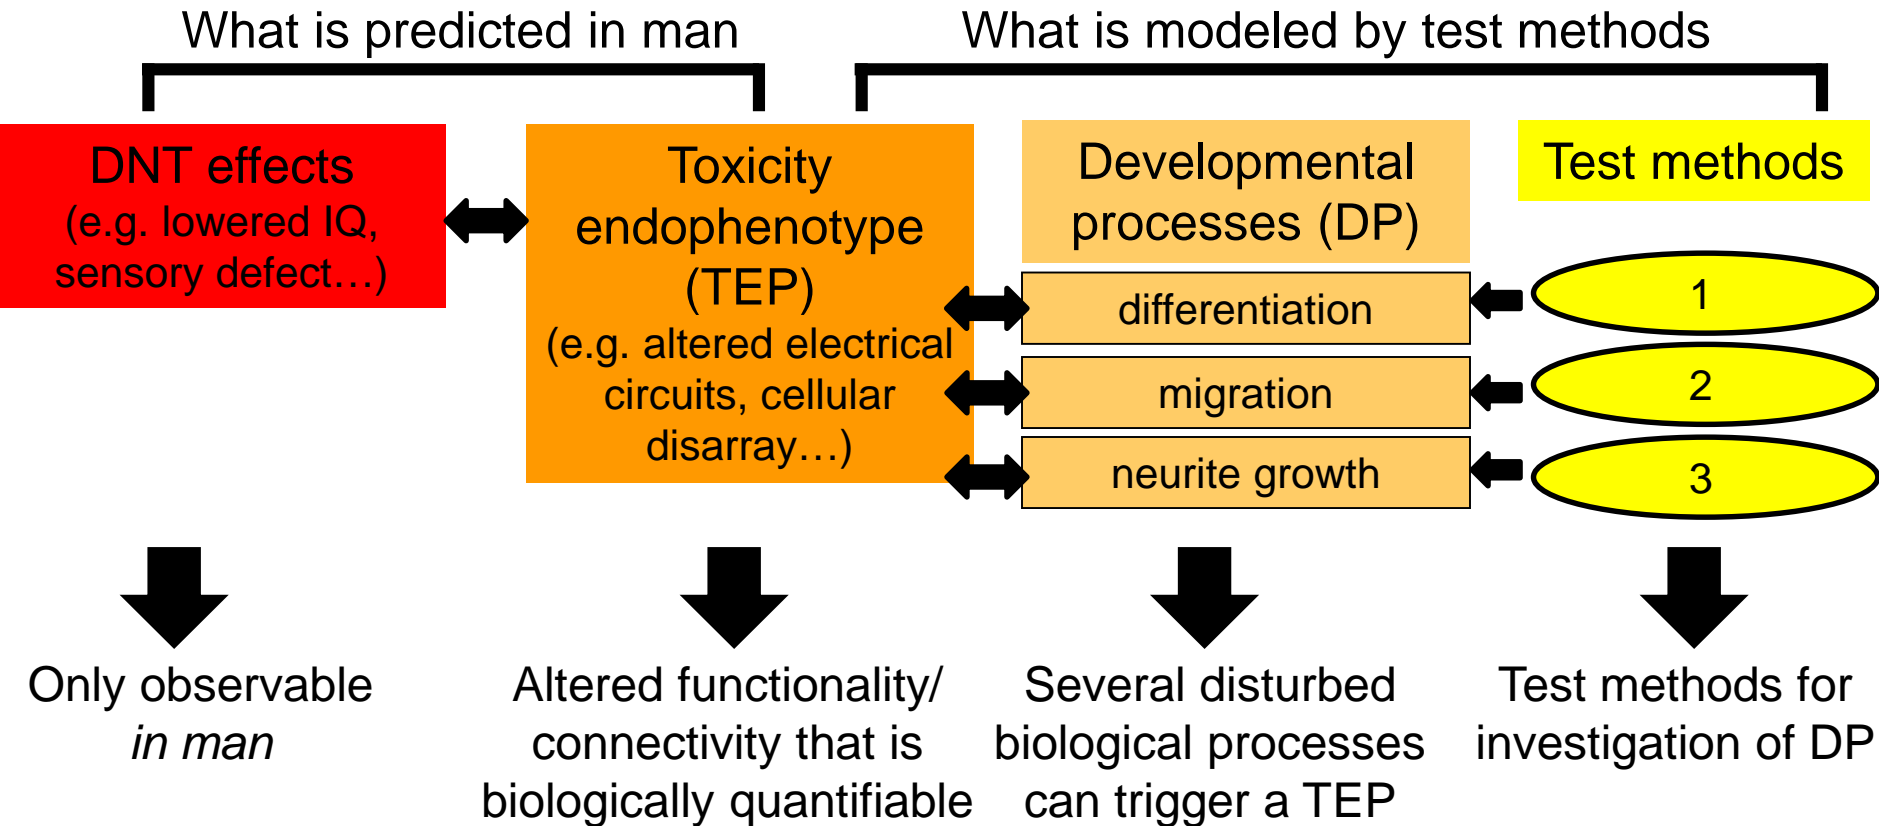 What is predicted in man
What is modeled by test methods
DNT effects
(e.g. lowered IQ,
sensory defect…)
Toxicity
endophenotype
(TEP)
(e.g. altered electrical
circuits, cellular
disarray…)
Developmental
processes (DP)
differentiation
migration
neurite growth
Test methods
1
2
3
Only observable
in man
Altered functionality/
connectivity that is
biologically quantifiable
Several disturbed
biological processes
can trigger a TEP
Test methods for
investigation of DP